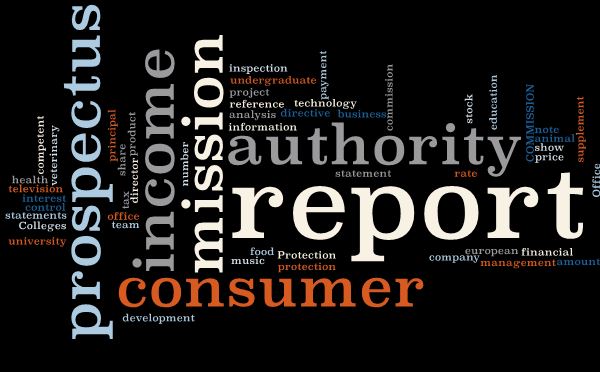 prospectus
income
mission
authority
report
consumer
inspection
undergraduate
project
reference
technology
analysis
directive
business
information
payment
commission
stock
education
COMMISSION
note
animal
show
price
supplement
Office
statement
rate
competent
veterinary
principal
product
share
director
tax
number
health
television
interest
control
statements
Colleges
university
office
team
food
music
Protection
protection
european
financial
company
management
amount
development